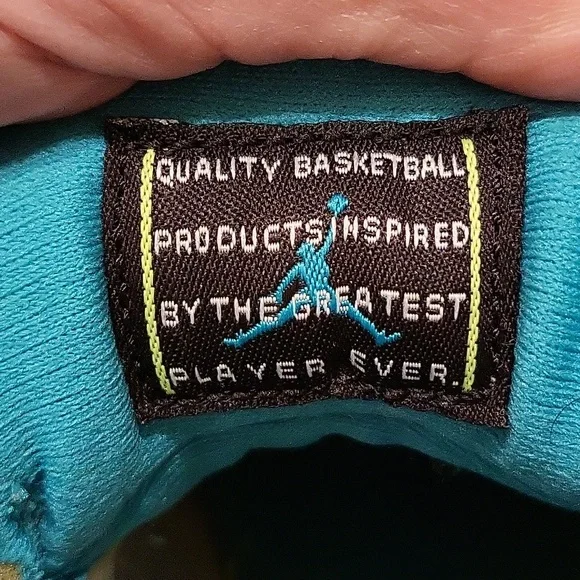 QUALITY BASKETBALL
PRODUCTS INSPIRED
BY THE GREATEST
PLAYER EVER.